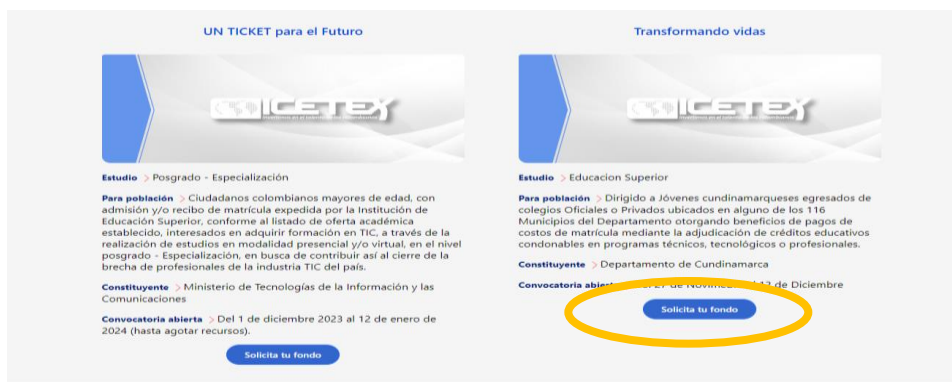 UN TICKET para el Futuro
ICETEX
Estudio > Posgrado - Especialización
Para población > Ciudadanos colombianos mayores de edad, con
admisión y/o recibo de matrícula expedida por la Institución de
Educación Superior, conforme al listado de oferta académica
establecido, interesados en adquirir formación en TIC, a través de la
realización de estudios en modalidad presencial y/o virtual, en el nivel
posgrado - Especialización, en busca de contribuir así al cierre de la
brecha de profesionales de la industria TIC del país.
Constituyente > Ministerio de Tecnologías de la Información y las
Comunicaciones
Convocatoria abierta > Del 1 de diciembre 2023 al 12 de enero de
2024 (hasta agotar recursos).
Solicita tu fondo
Transformando vidas
ICETEX
Estudio > Educacion Superior
Para población > Dirigido a Jóvenes cundinamarqueses egresados de
colegios Oficiales o Privados ubicados en alguno de los 116
Municipios del Departamento otorgando beneficios de pagos de
costos de matrícula mediante la adjudicación de créditos educativos
condonables en programas técnicos, tecnológicos o profesionales.
Constituyente > Departamento de Cundinamarca
Convocatoria de Diciembre
Solicita tu fondo